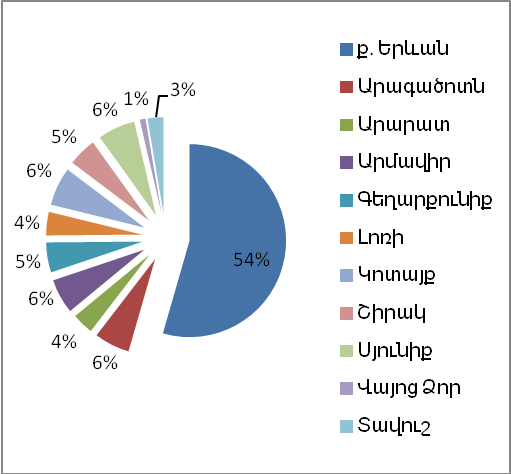 ք. Երևան
Արագածոտն
Արարատ
Արմավիր
Գեղարքունիք
Լոռի
Կոտայք
Շիրակ
Սյունիք
Վայոց Ձոր
Տավուշ
54%
6%
4%
6%
5%
4%
6%
5%
6%
1%
3%